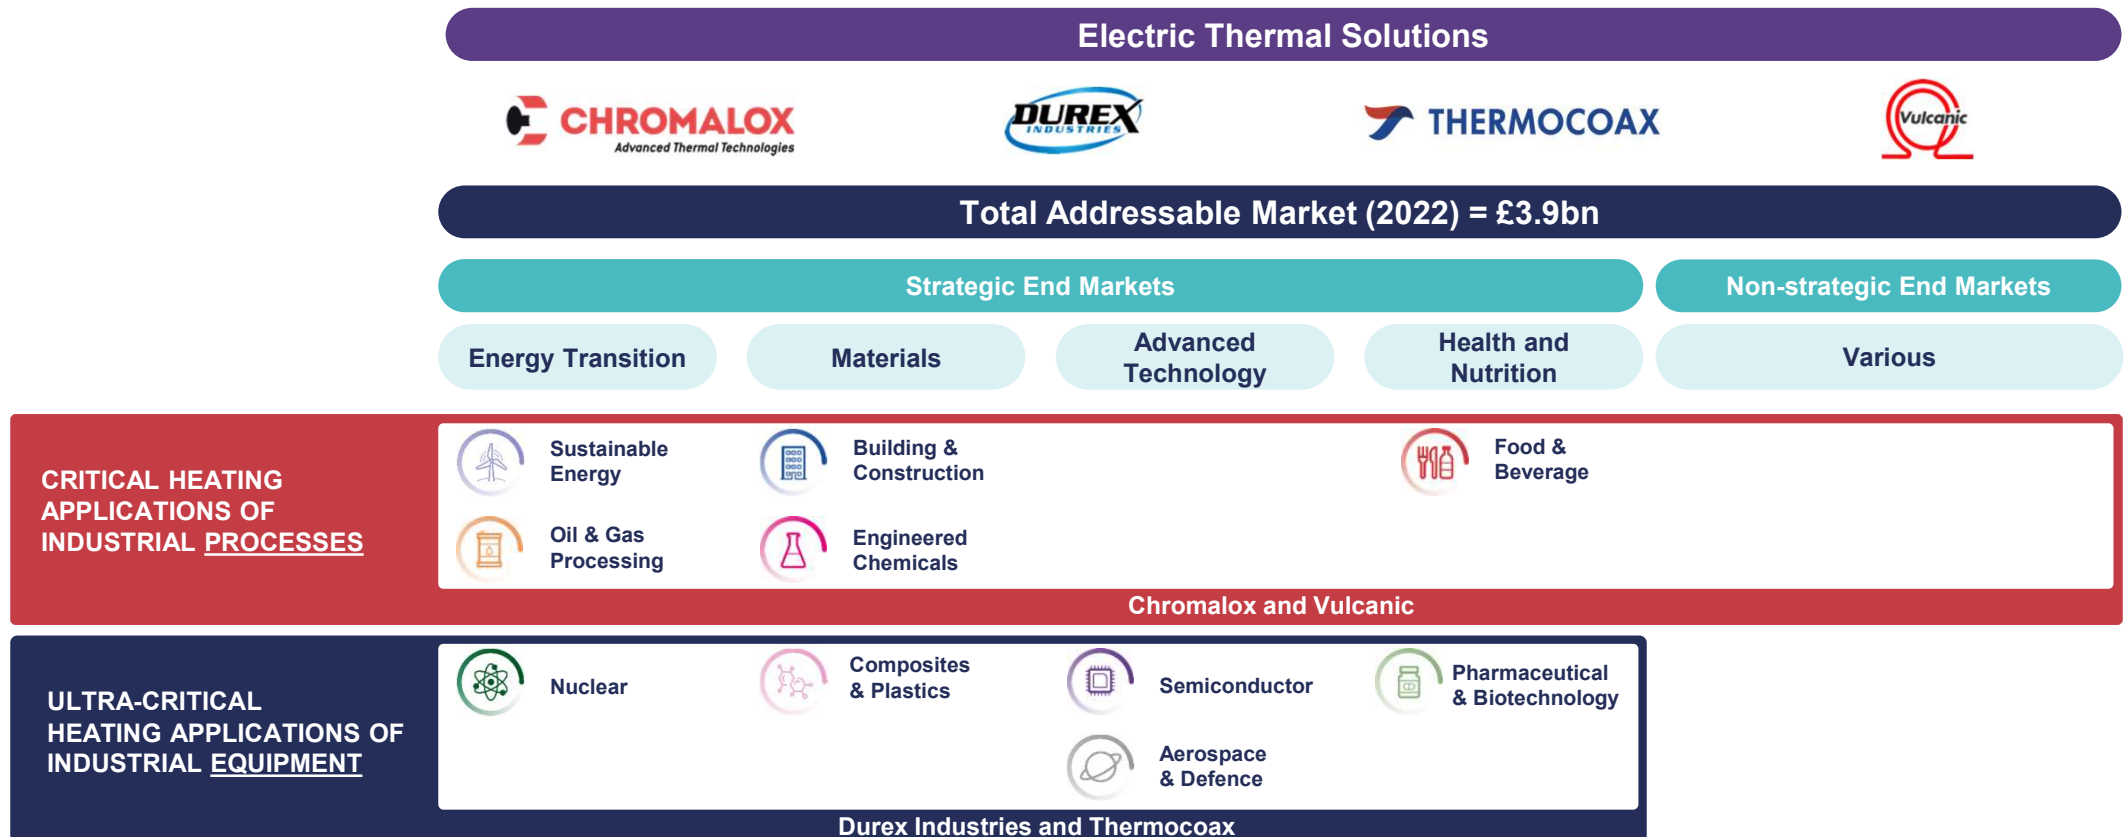 Electric Thermal Solutions
CHROMALOX
Advanced Thermal Technologies
DUREX
INDUSTRIES
THERMOCOAX
Vulcanic
Total Addressable Market (2022) = £3.9bn
Strategic End Markets
Non-strategic End Markets
Energy Transition
Materials
Advanced
Technology
Health and
Nutrition
Various
CRITICAL HEATING
APPLICATIONS OF
INDUSTRIAL PROCESSES
Sustainable
Energy
Building &
Construction
Food &
Beverage
Oil & Gas
Processing
Engineered
Chemicals
Chromalox and Vulcanic
ULTRA-CRITICAL
HEATING APPLICATIONS OF
INDUSTRIAL EQUIPMENT
Nuclear
Composites
& Plastics
Semiconductor
Pharmaceutical
& Biotechnology
Aerospace
& Defence
Durex Industries and Thermocoax